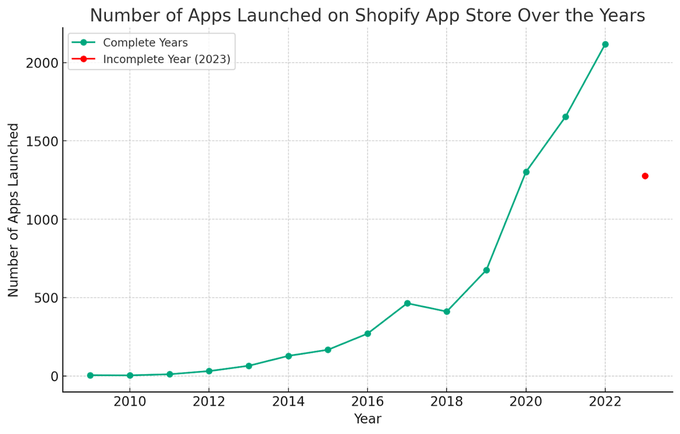 Number of Apps Launched on Shopify App Store Over the Years
Complete Years
Incomplete Year (2023)
Number of Apps Launched
2000
1500
1000
500
0
2010 2012 2014 2016 2018 2020 2022
Year